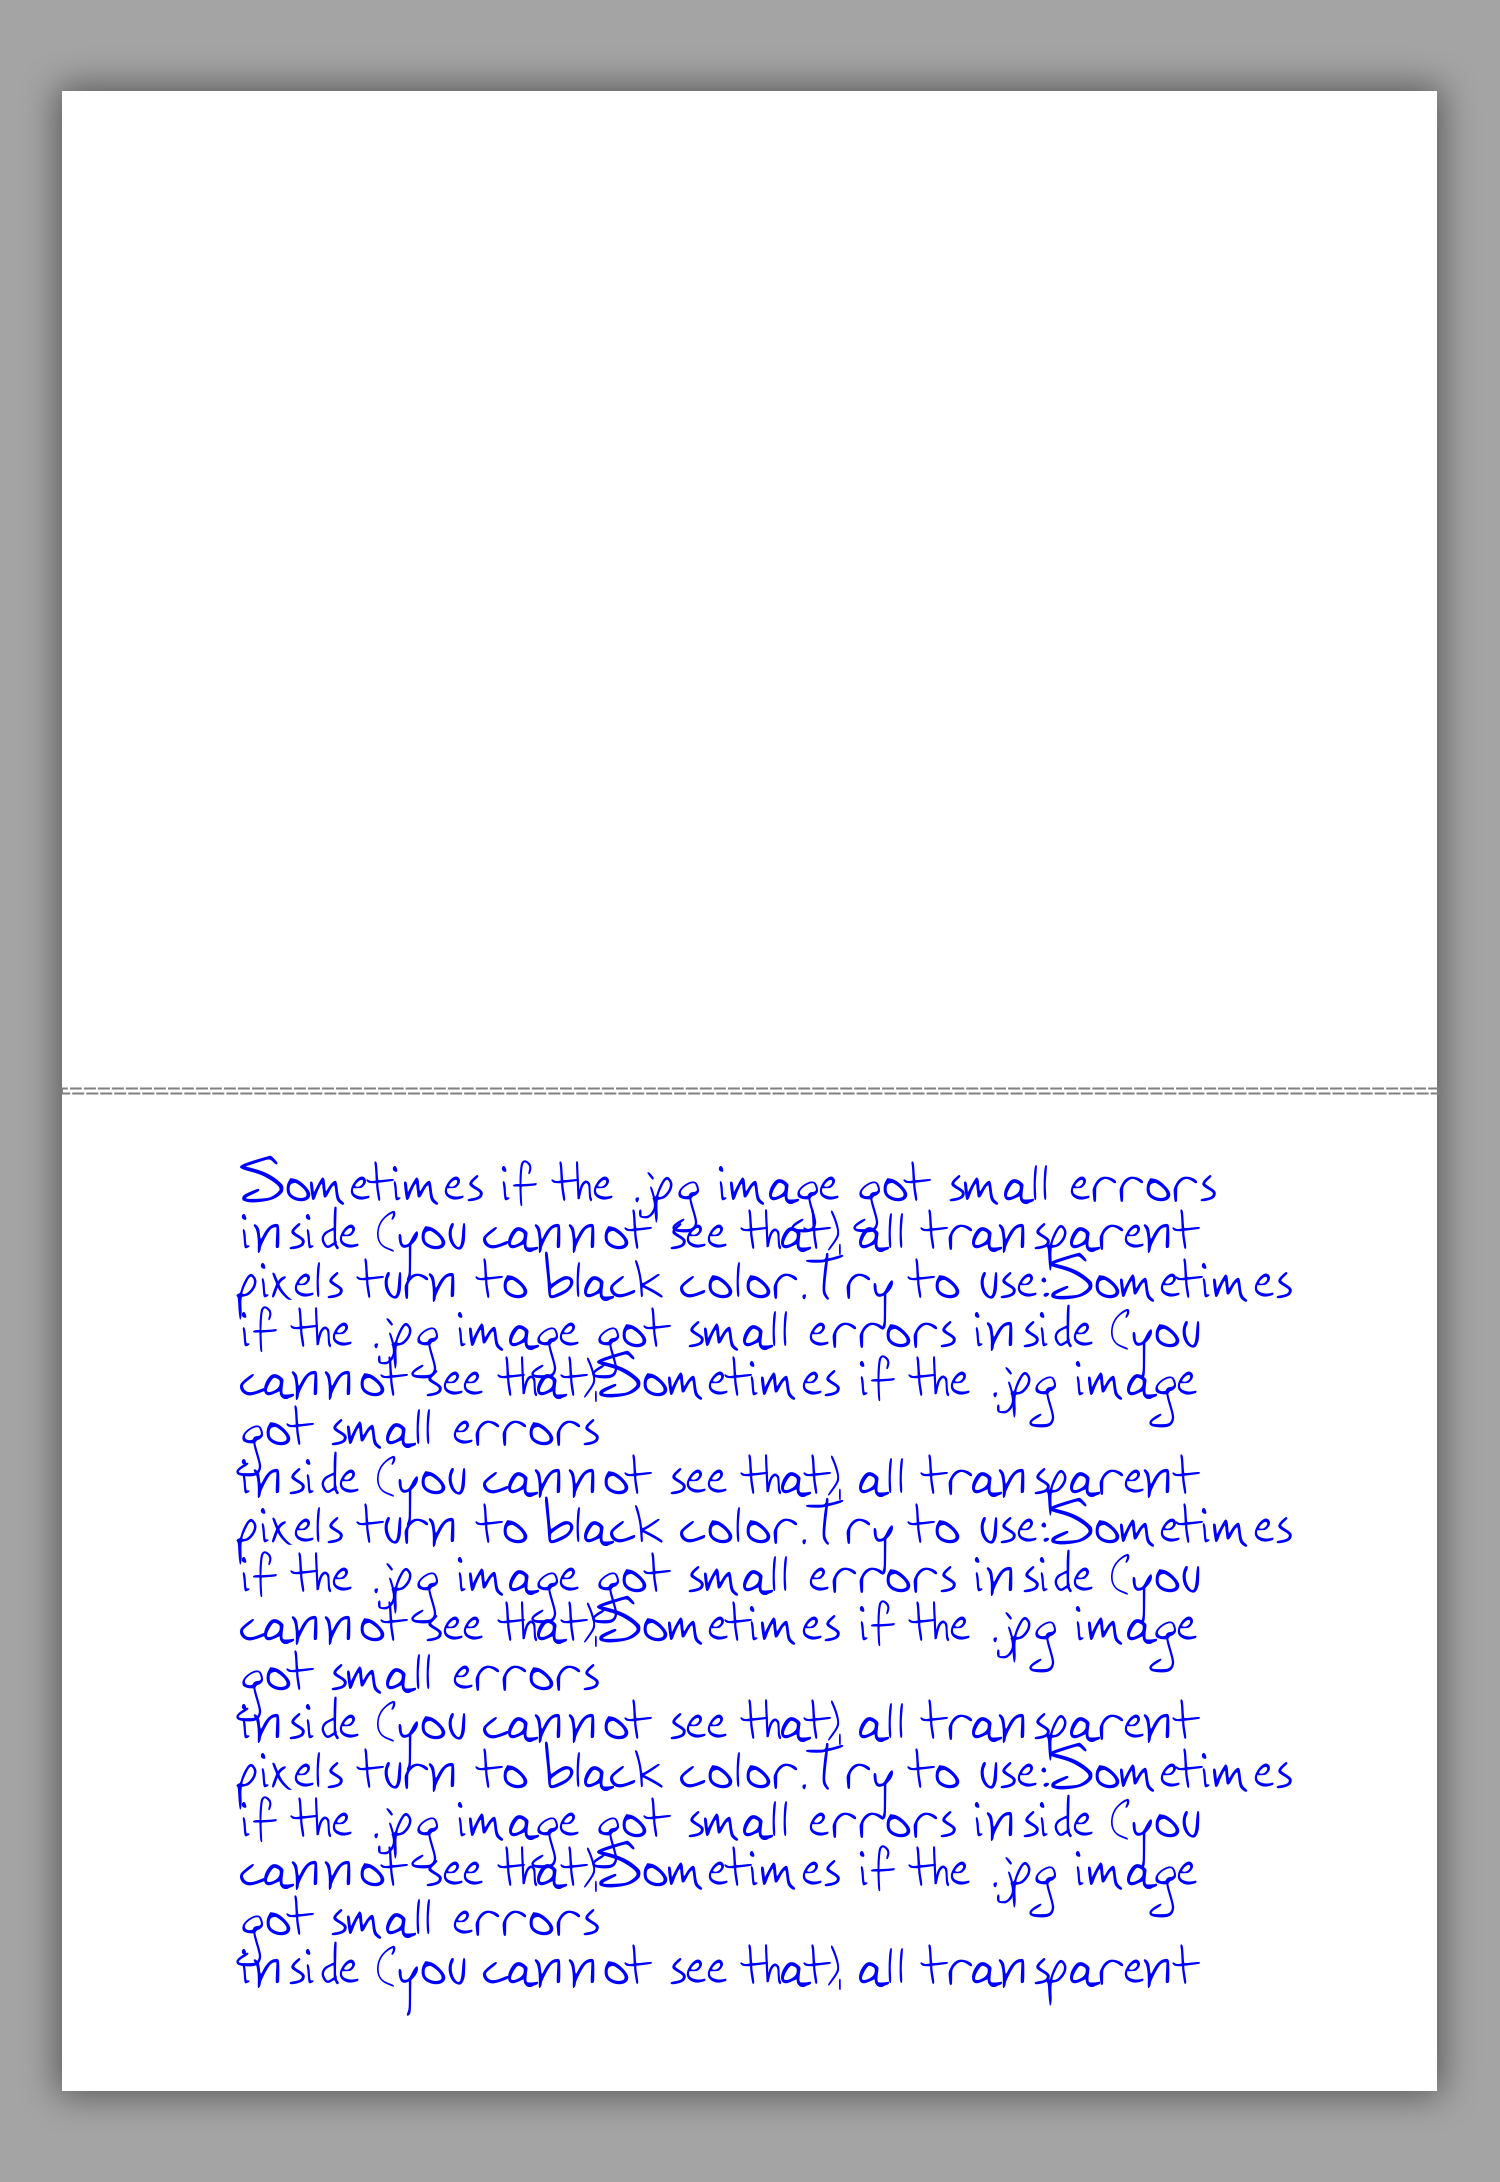 Sometimes if the .jpg image got small errors
inside (you cannot see that), all transparent
pixels turn to black color.Try to use:Sometimes
if the .jpg image got small errors inside (you
cannot see that),Sometimes if the .jpg image
got small errors
inside (you cannot see that), all transparent
pixels turn to black color.Try to use:Sometimes
if the .jpg image got small errors inside (you
cannot see that),Sometimes if the .jpg image
got small errors
inside (you cannot see that), all transparent
pixels turn to black color.Try to use:Sometimes
if the .jpg image got small errors inside (you
cannot see that),Sometimes if the .jpg image
got small errors
inside (you cannot see that), all transparent